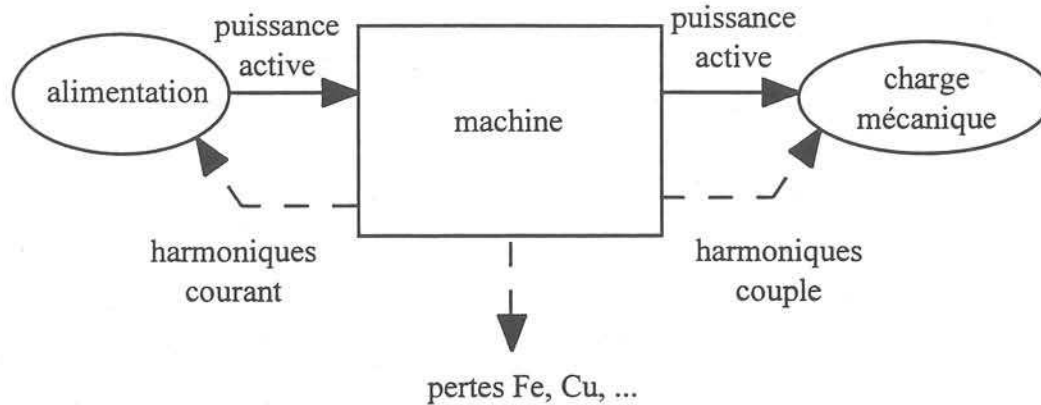 puissance
active
alimentation
machine
puissance
active
charge
mécanique
harmoniques
courant
harmoniques
couple
pertes Fe, Cu, ...